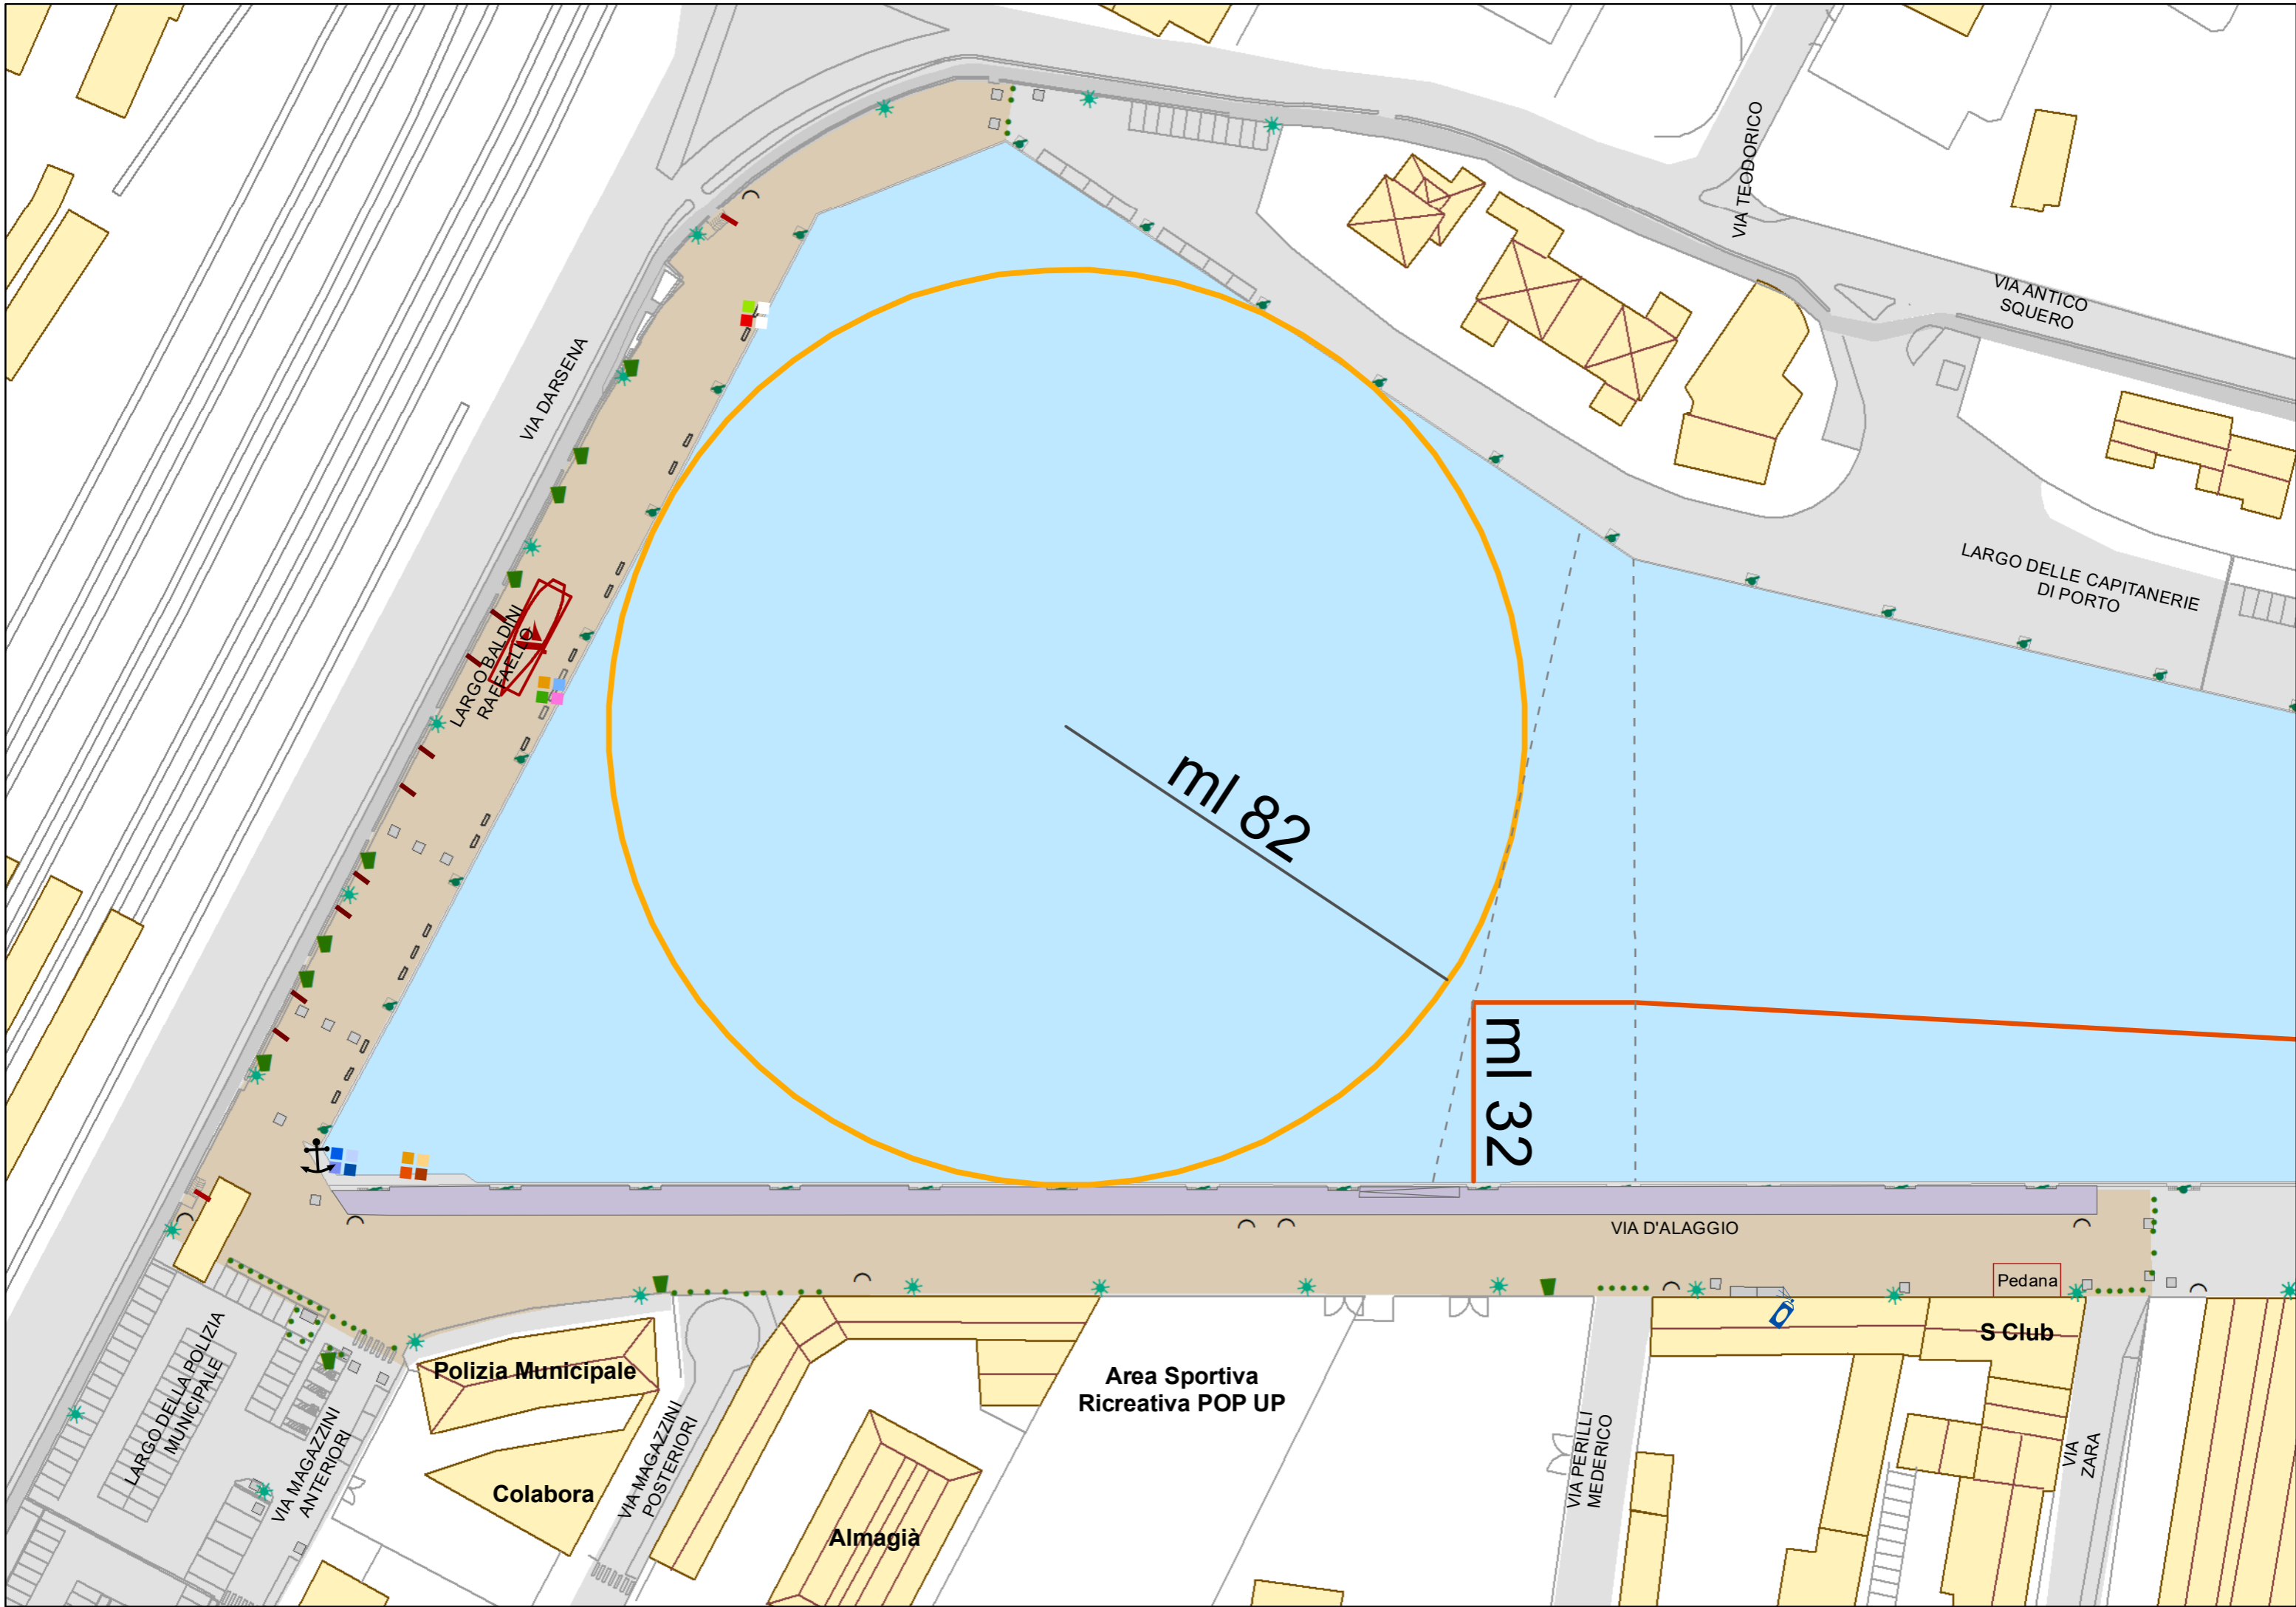 VIA TEODORICO
VIA ANTICO
SQUERO
VIA DARSENA
LARGO DELLE CAPITANERIE
DI PORTO
LARGO BALDINI
RAFFAELLO
ml 82
ml 32
VIA D'ALAGGIO
Pedana
S Club
Polizia Municipale
Area Sportiva
Ricreativa POP UP
LARGO DELLA POLIZIA
MUNICIPALE
VIA MAGAZZINI
ANTERIORI
Colabora
VIA MAGAZZINI
POSTERIORI
Almagià
VIA PERILLI
MEDERICO
VIA
ZARA